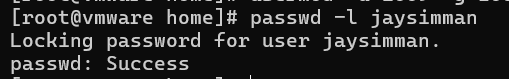 [root@vmware home]# passwd -l jaysimman
Locking password for user jaysimman.
passwd: Success